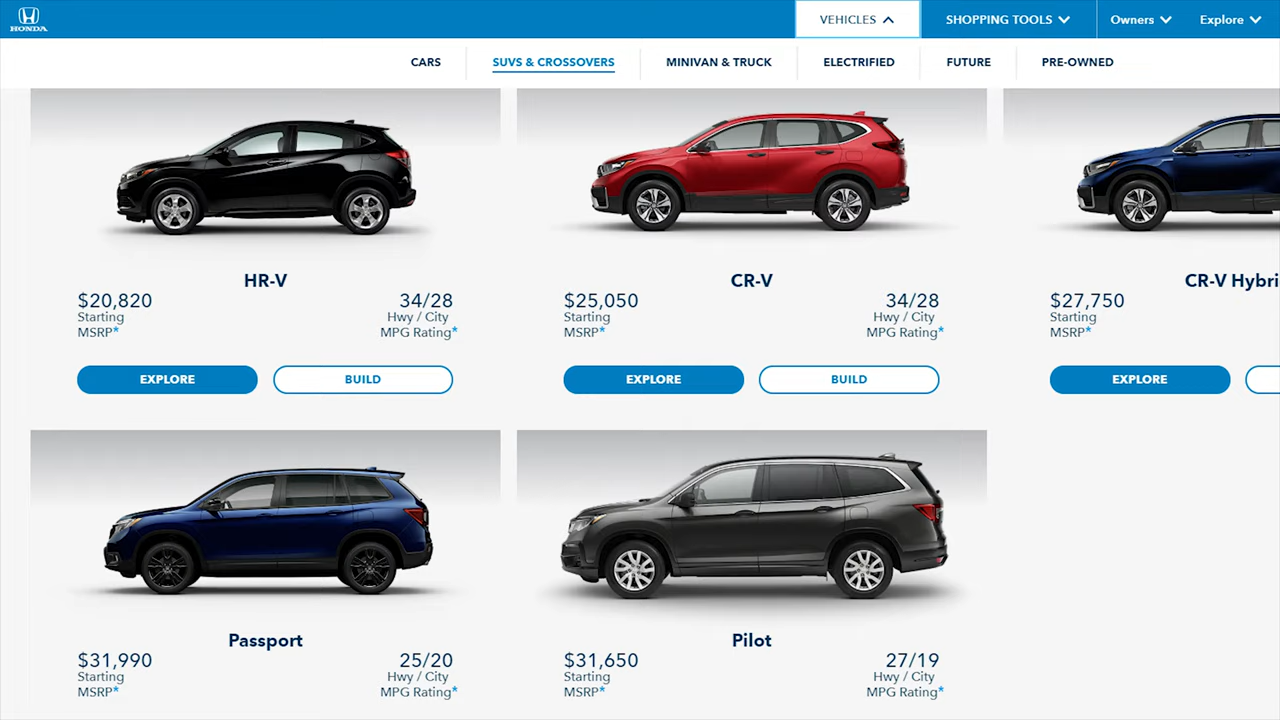 HONDA
VEHICLES
SHOPPING TOOLS
Owners
Explore
CARS
SUVS & CROSSOVERS
MINIVAN & TRUCK
ELECTRIFIED
FUTURE
PRE-OWNED
HR-V
$20,820
Starting
MSRP*
34/28
Hwy / City
MPG Rating*
EXPLORE
BUILD
CR-V
$25,050
Starting
MSRP*
34/28
Hwy / City
MPG Rating*
EXPLORE
BUILD
CR-V Hybri
$27,750
Starting
MSRP*
EXPLORE
Passport
$31,990
Starting
MSRP*
25/20
Hwy / City
MPG Rating*
Pilot
$31,650
Starting
MSRP*
27/19
Hwy / City
MPG Rating*